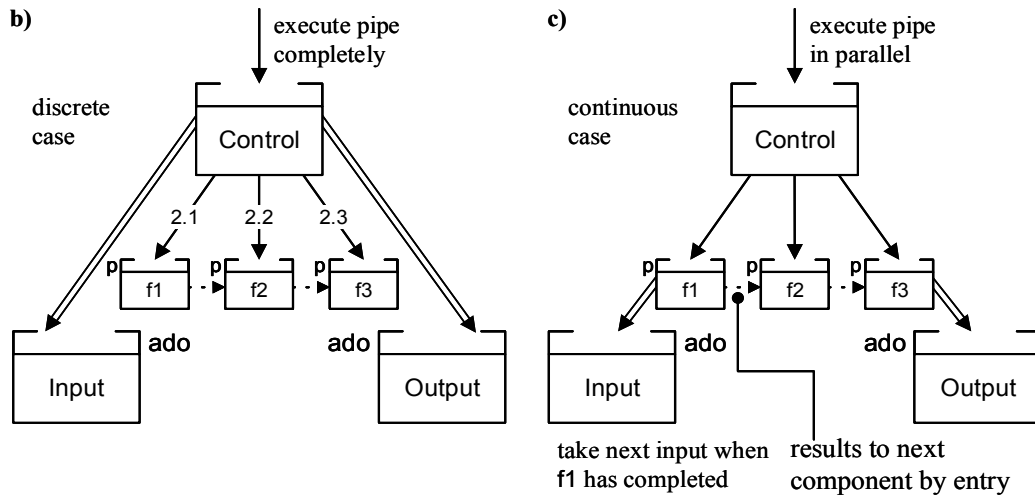 b)
execute pipe
completely
discrete
case
Control
2.1
2.2
2.3
p
p
p
f1
f2
f3
ado
ado
Input
Output
c)
execute pipe
in parallel
continuous
case
Control
p
p
p
f1
f2
f3
ado
ado
Input
Output
take next input when
f1 has completed
results to next
component by entry